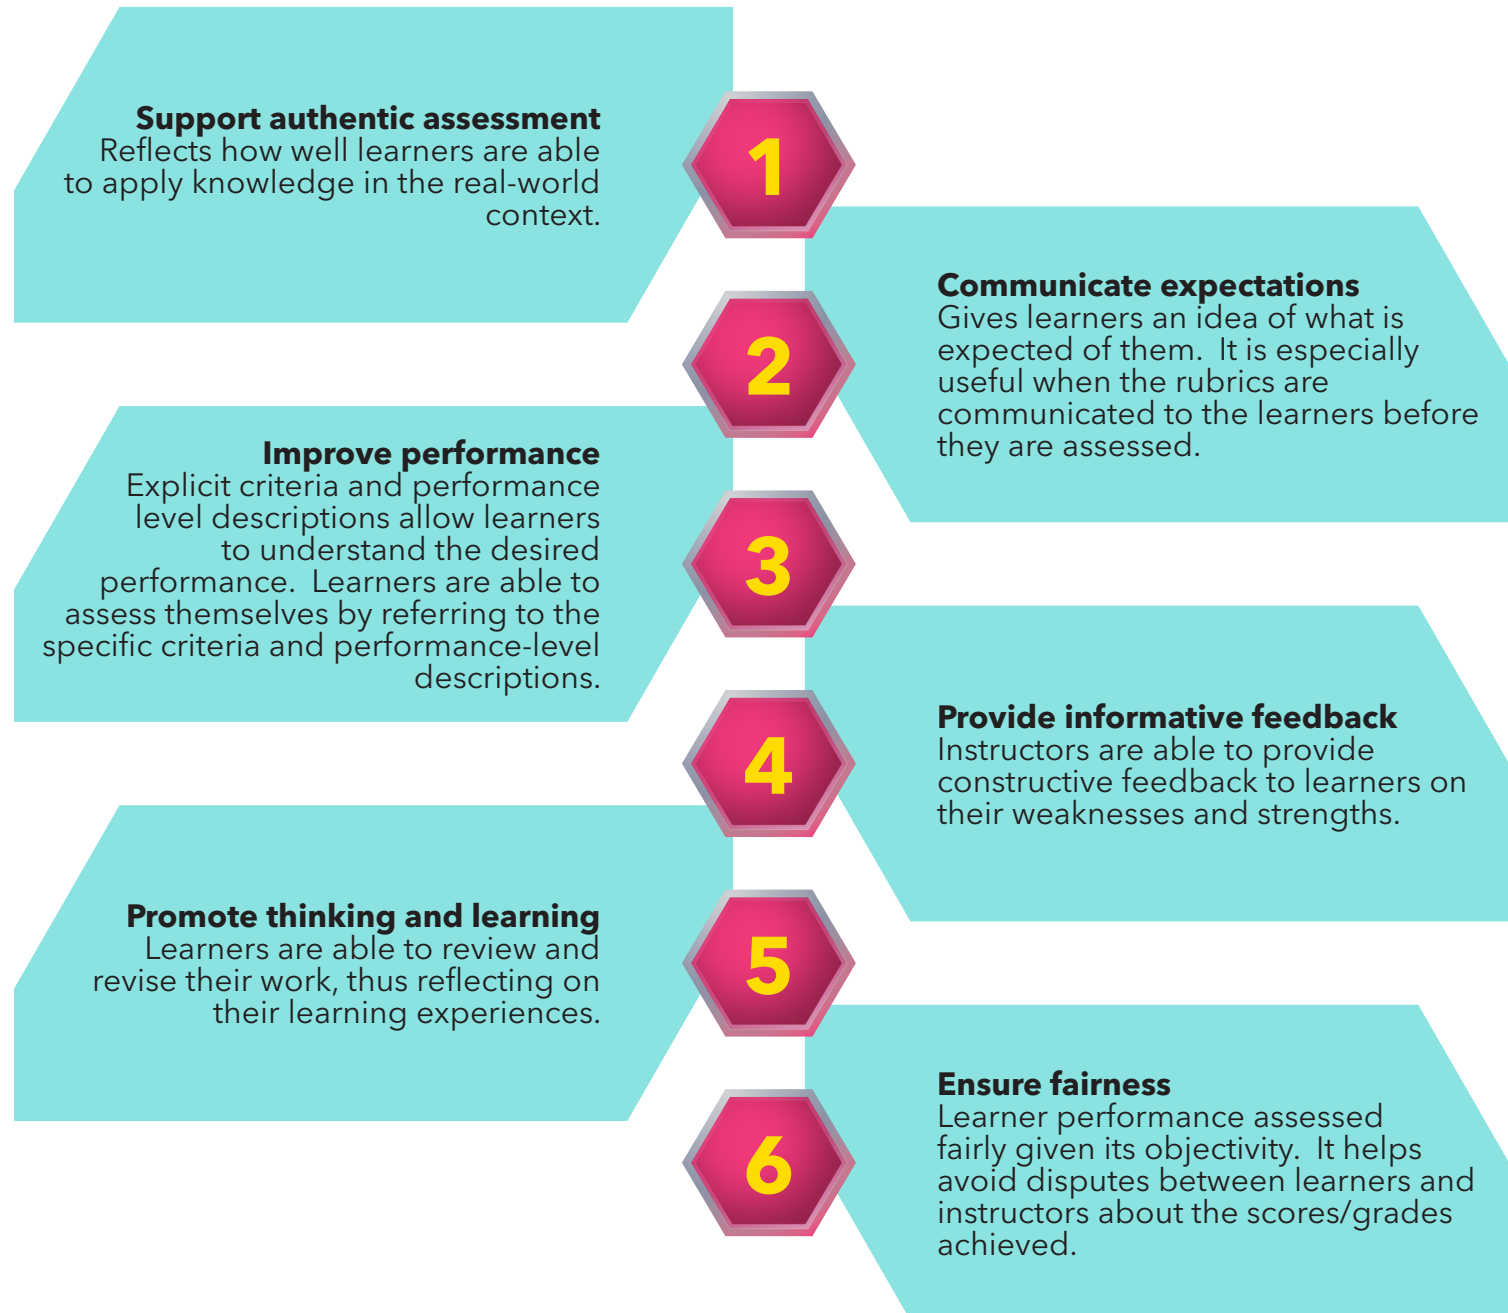 1
Support authentic assessment
Reflects how well learners are able
to apply knowledge in the real-world
context.
2
Communicate expectations
Gives learners an idea of what is
expected of them.  It is especially
useful when the rubrics are
communicated to the learners before
they are assessed.
3
Improve performance
Explicit criteria and performance
level descriptions allow learners
to understand the desired
performance.  Learners are able to
assess themselves by referring to the
specific criteria and performance-level
descriptions.
4
Provide informative feedback
Instructors are able to provide
constructive feedback to learners on
their weaknesses and strengths.
5
Promote thinking and learning
Learners are able to review and
revise their work, thus reflecting on
their learning experiences.
6
Ensure fairness
Learner performance assessed
fairly given its objectivity.  It helps
avoid disputes between learners and
instructors about the scores/grades
achieved.